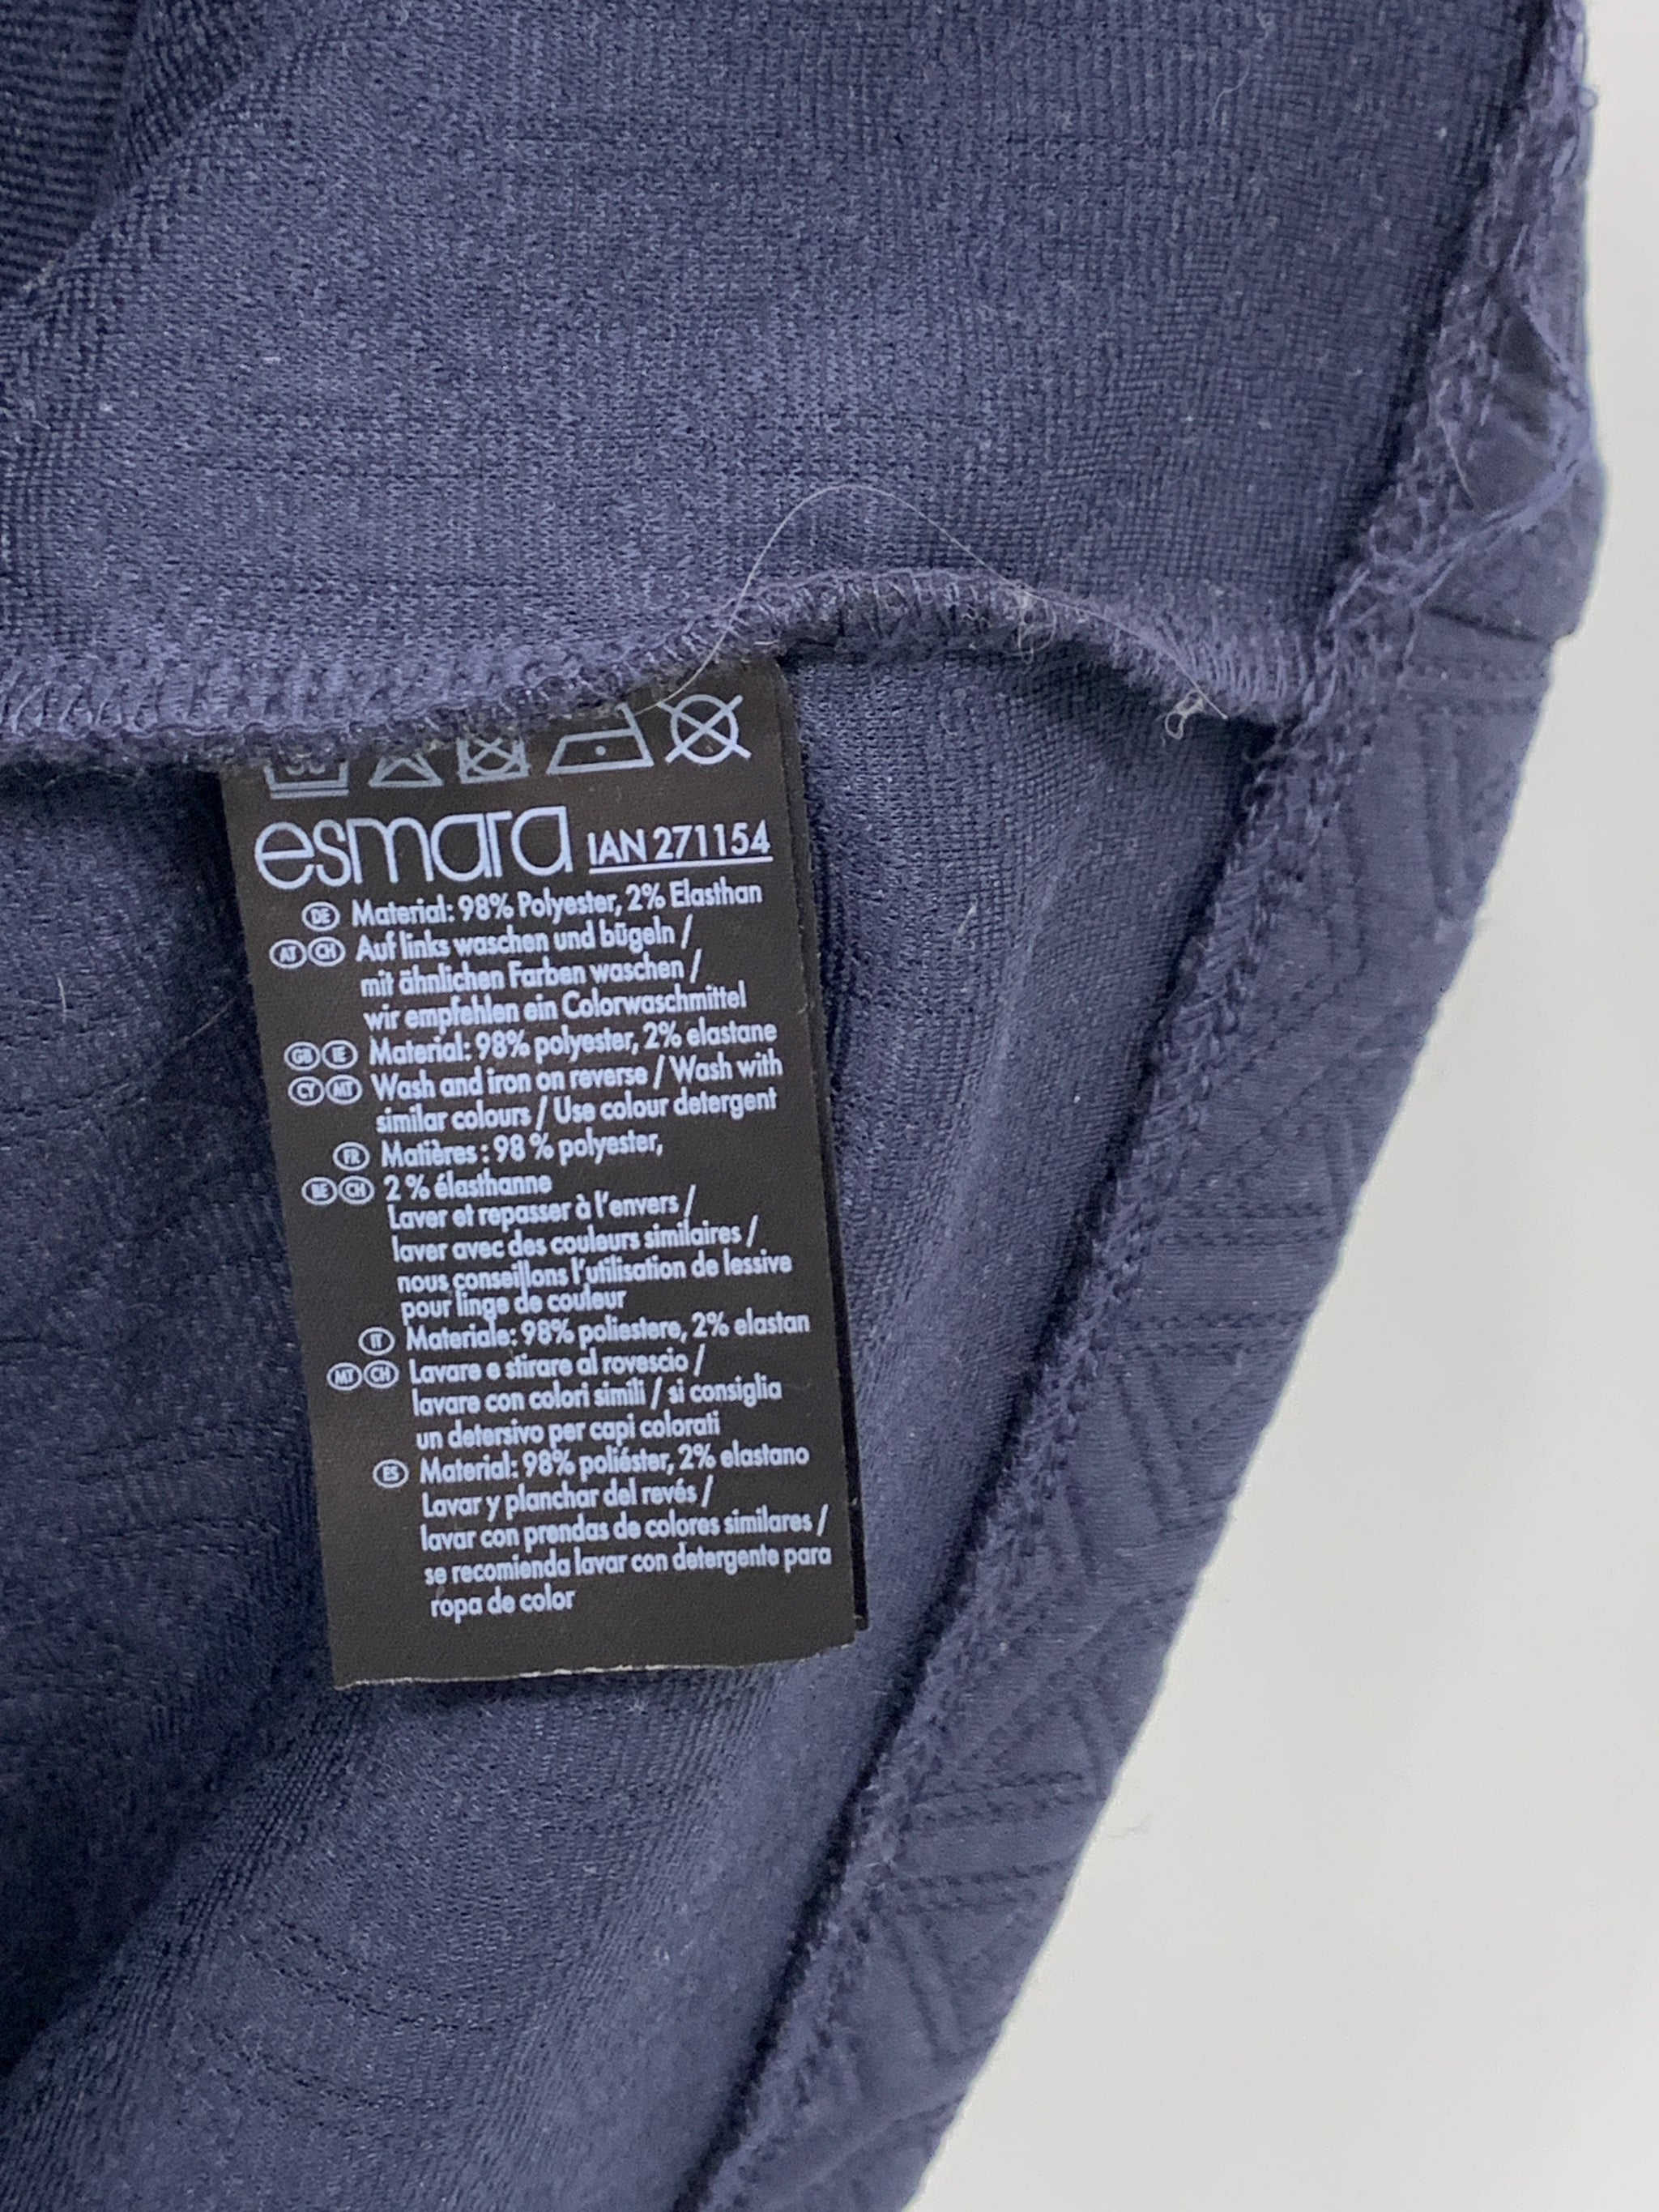 esmara IAN 271154
DE Material: 98% Polyester, 2% Elasthan
AT CH Auf links waschen und bügeln /
mit ähnlichen Farben waschen /
wir empfehlen ein Colorwaschmittel
GB IE Material: 98% polyester, 2% elastane
CY MT Wash and iron on reverse / Wash with
similar colours / Use colour detergent
FR Matières : 98 % polyester,
BE CH 2 % élasthanne
Laver et repasser à l'envers /
laver avec des couleurs similaires /
nous conseillons l'utilisation de lessive
pour linge de couleur
IT Materiale: 98% poliestere, 2% elastan
MT CH Lavare e stirare al rovescio /
lavare con colori simili / si consiglia
un detersivo per capi colorati
ES Material: 98% poliéster, 2% elastano
Lavar y planchar del revés /
lavar con prendas de colores similares /
se recomienda lavar con detergente para
ropa de color